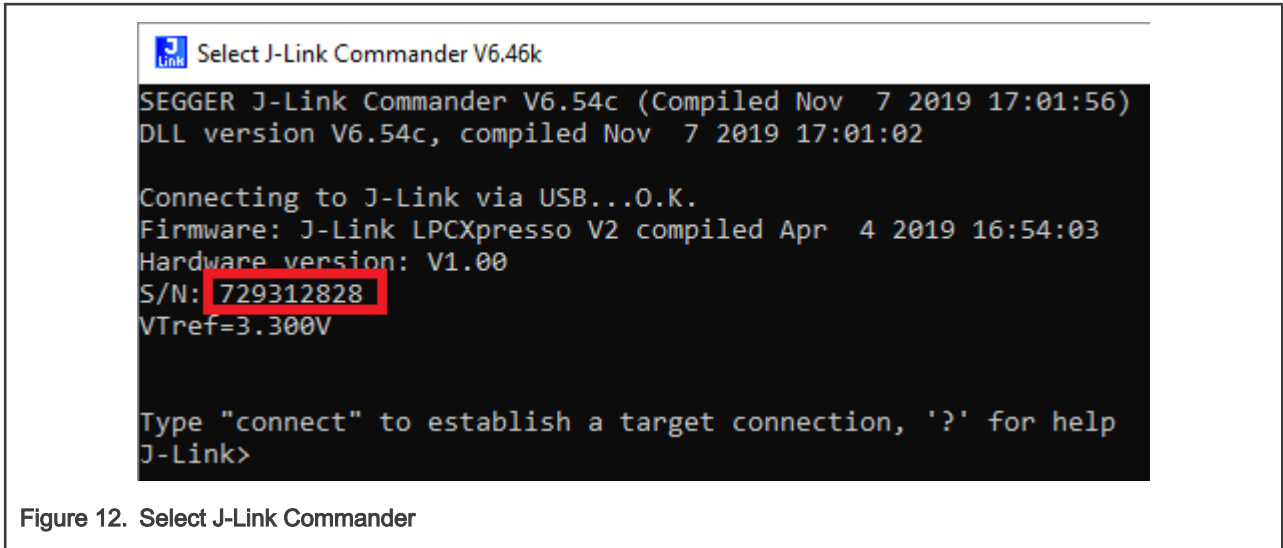 J Link
Select J-Link Commander V6.46k
SEGGER J-Link Commander V6.54c (Compiled Nov  7 2019 17:01:56)
DLL version V6.54c, compiled Nov  7 2019 17:01:02
Connecting to J-Link via USB...O.K.
Firmware: J-Link LPCXpresso V2 compiled Apr  4 2019 16:54:03
Hardware version: V1.00
S/N: 729312828
VTref=3.300V
Type "connect" to establish a target connection, '?' for help
J-Link>
Figure 12. Select J-Link Commander